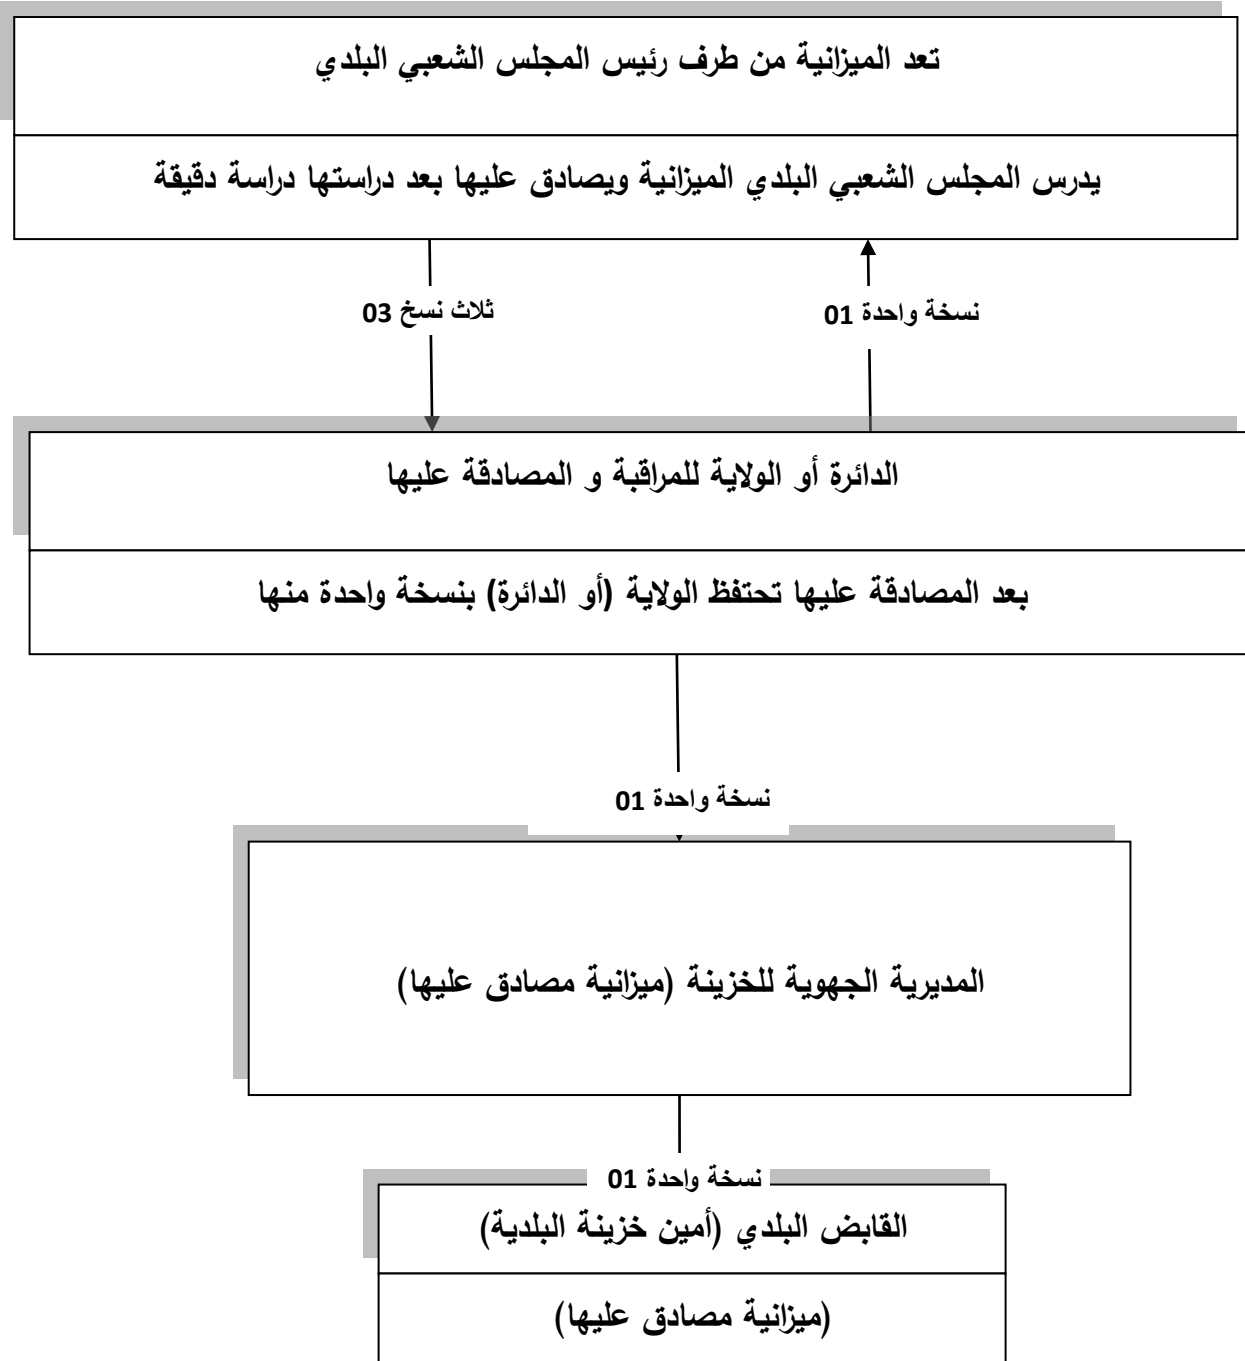 تعد الميزانية من طرف رئيس المجلس الشعبي البلدي
يدرس المجلس الشعبي البلدي الميزانية ويصادق عليها بعد دراستها دراسة دقيقة
نسخة واحدة 01
ثلاث نسخ 03
الدائرة أو الولاية للمراقبة و المصادقة عليها
بعد المصادقة عليها تحتفظ الولاية (أو الدائرة) بنسخة واحدة منها
نسخة واحدة 01
المديرية الجهوية للخزينة (ميزانية مصادق عليها)
نسخة واحدة 01
القابض البلدي (أمين خزينة البلدية)
(ميزانية مصادق عليها)